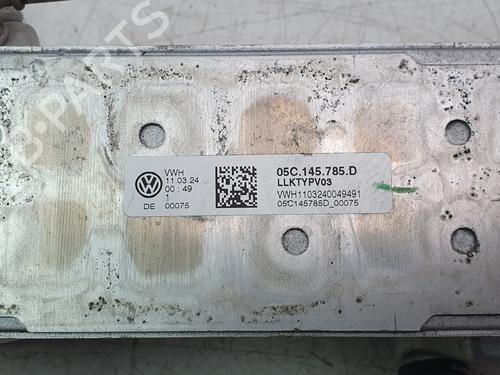 B-PARTS
VWH
11.03.24
00 : 49
DE 00075
05C.145.785.D
LLKTYPV03
VWH1103240049491
05C145785D_00075